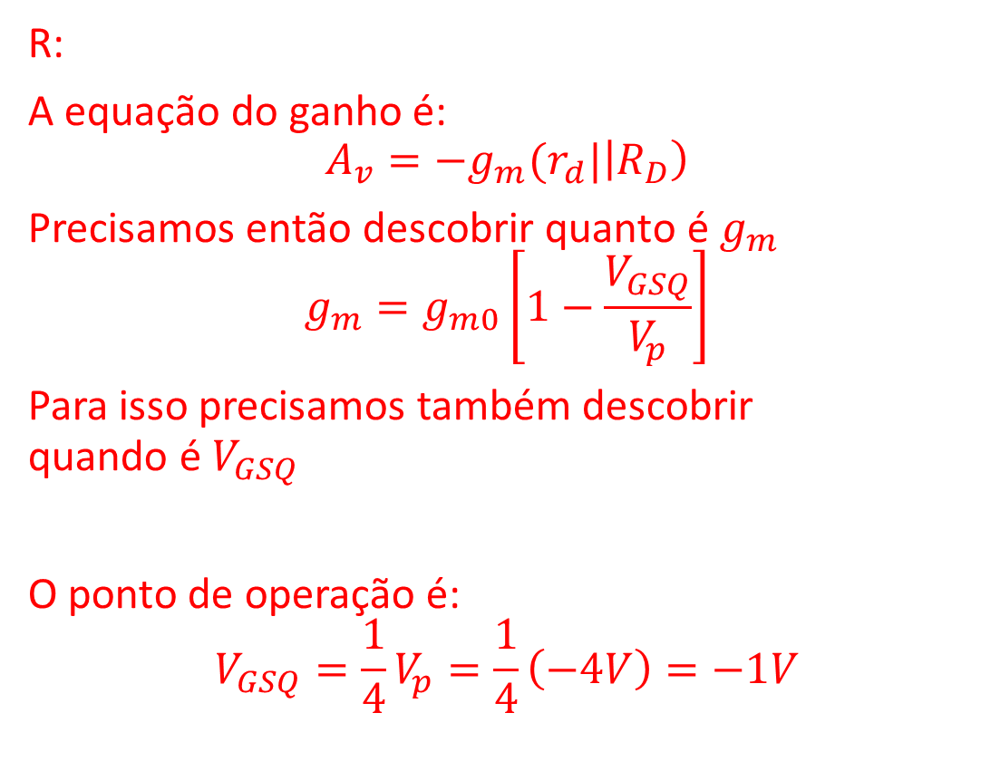 R:
A equação do ganho é:
$A_v = -g_m(r_d||R_D)$
Precisamos então descobrir quanto é $g_m$
$g_m = g_{m0}\left[1 - \frac{V_{GSQ}}{V_p}\right]$
Para isso precisamos também descobrir
quando é $V_{GSQ}$
O ponto de operação é:
$V_{GSQ} = \frac{1}{4}V_p = \frac{1}{4}(-4V) = -1V$